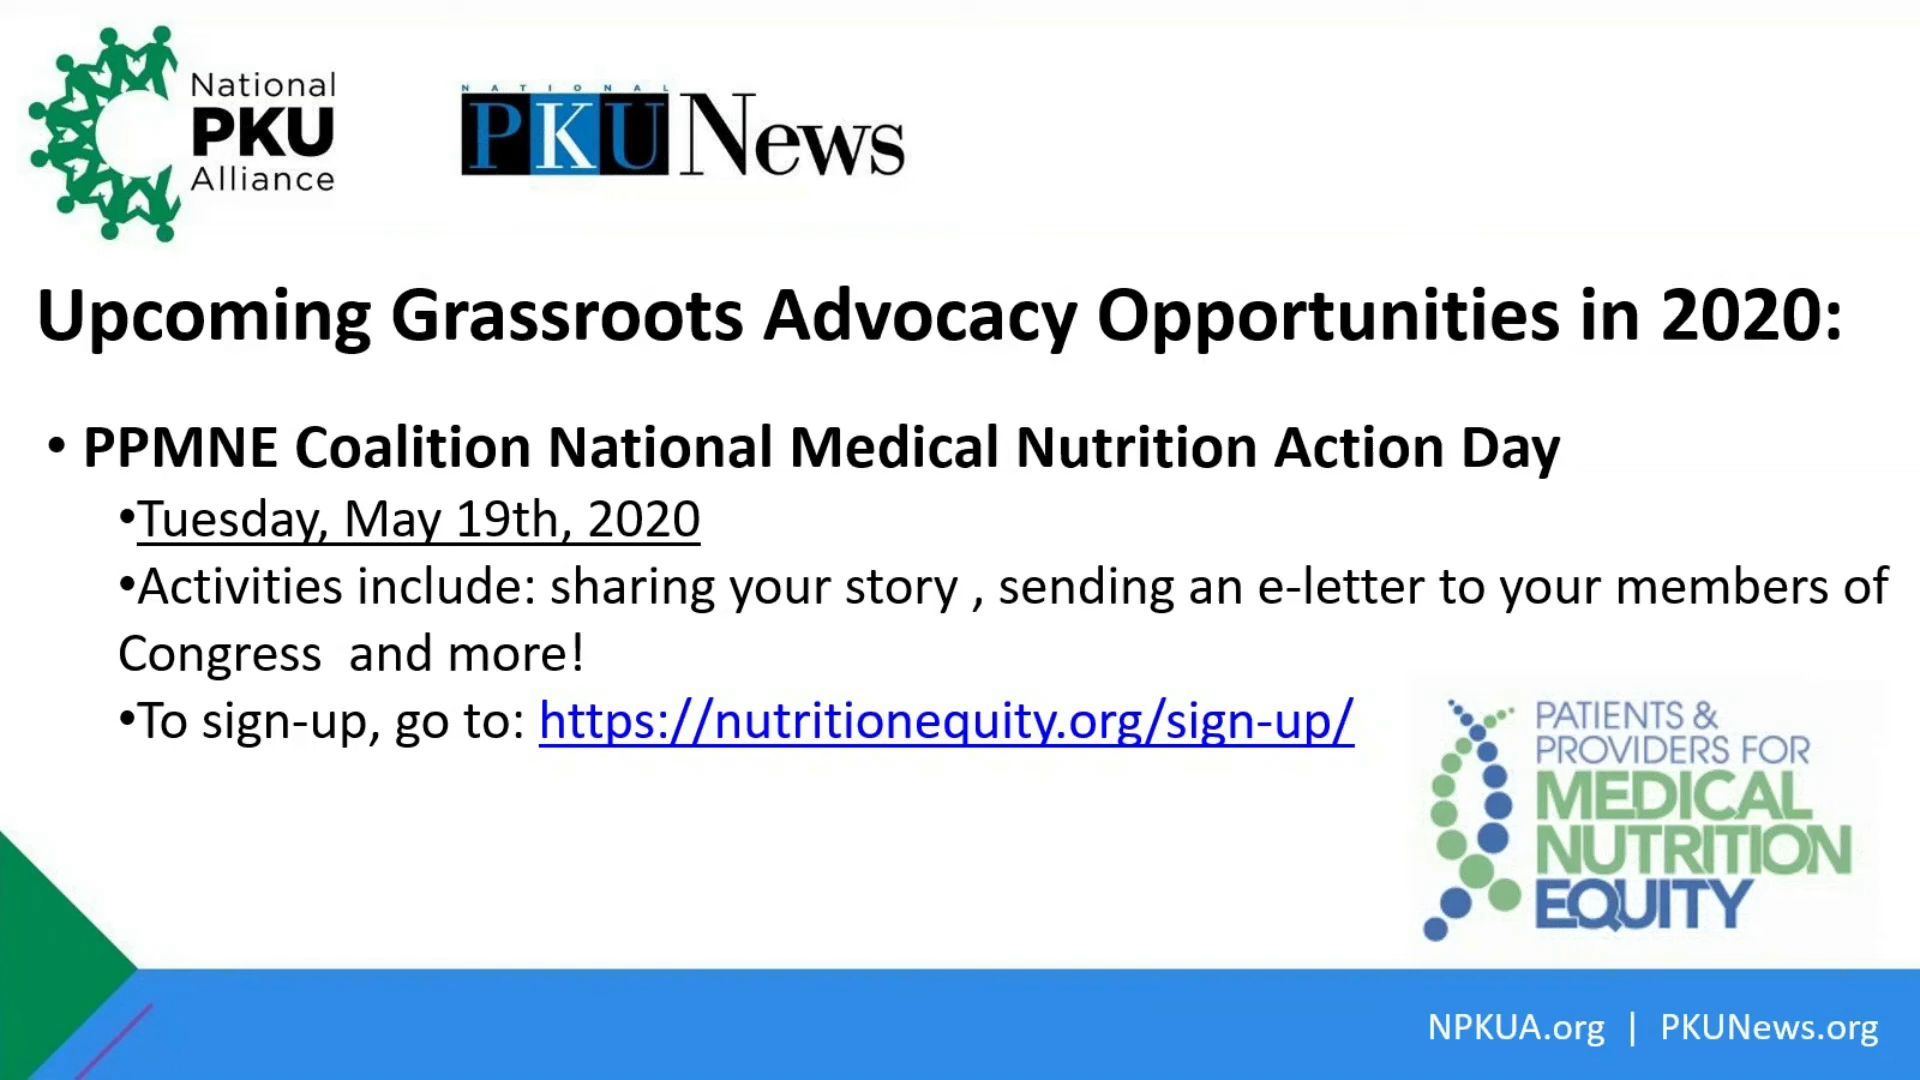 National
PKU
Alliance
NATIONAL
PKU News
Upcoming Grassroots Advocacy Opportunities in 2020:
• PPMNE Coalition National Medical Nutrition Action Day
•Tuesday, May 19th, 2020
•Activities include: sharing your story , sending an e-letter to your members of
Congress  and more!
•To sign-up, go to: https://nutritionequity.org/sign-up/
PATIENTS &
PROVIDERS FOR
MEDICAL
NUTRITION
EQUITY
NPKUA.org | PKUNews.org